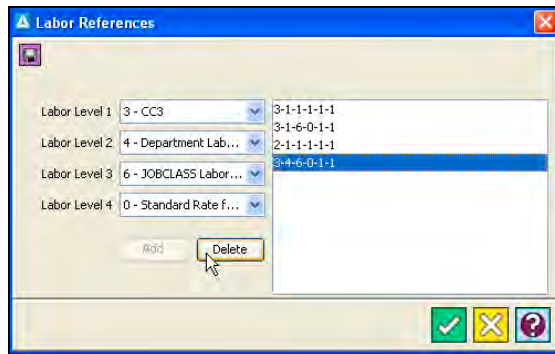 Labor References
Labor Level 1 3 - CC3
Labor Level 2 4 - Department Lab...
Labor Level 3 6 - JOBCLASS Labor...
Labor Level 4 0 - Standard Rate f...
3-1-1-1-1-1
3-1-6-0-1-1
2-1-1-1-1-1
3-4-6-0-1-1
Add Delete